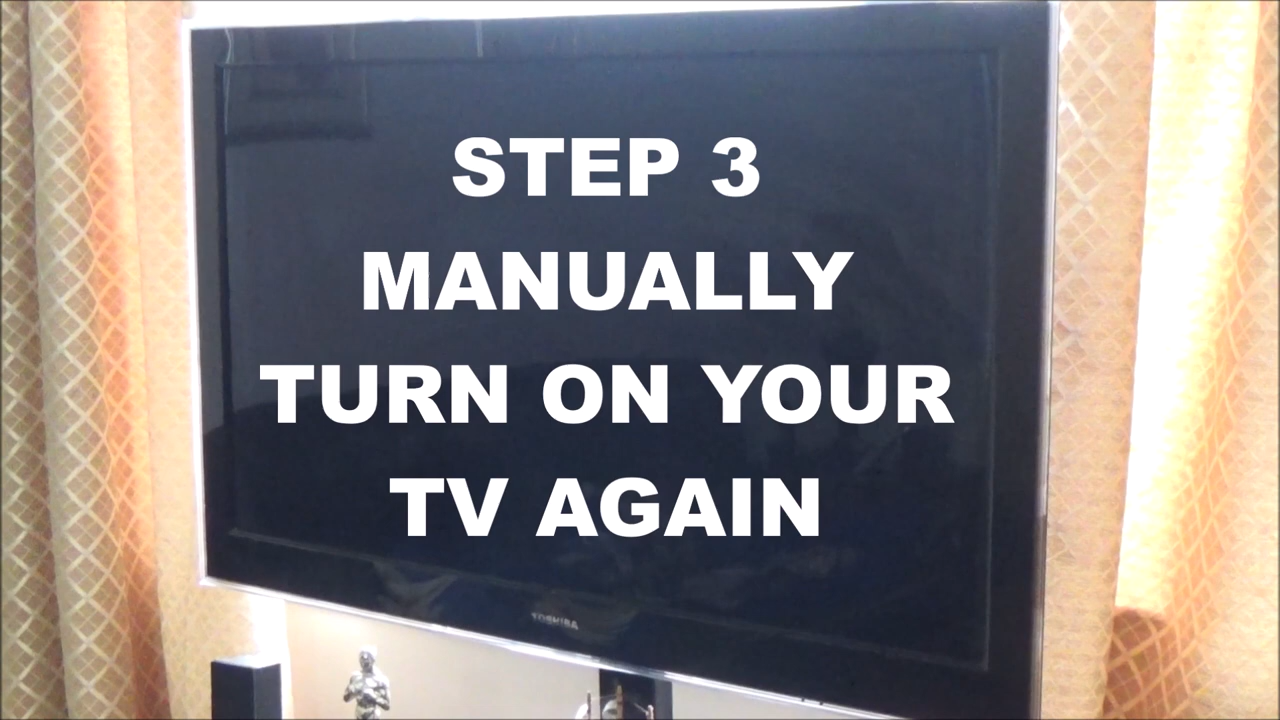 STEP 3
MANUALLY
TURN ON YOUR
TV AGAIN
TOSHIBA